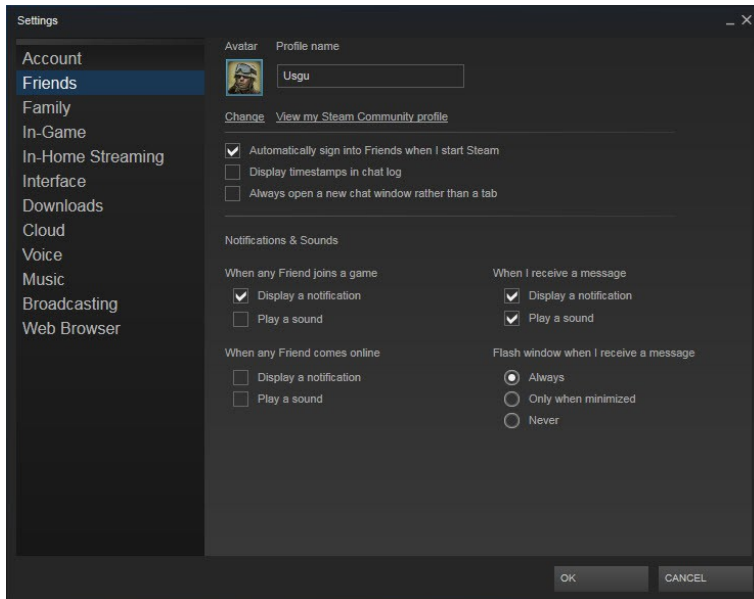 Settings
Account
Friends
Family
In-Game
In-Home Streaming
Interface
Downloads
Cloud
Voice
Music
Broadcasting
Web Browser
Avatar Profile name
Usgu
Change View my Steam Community profile
Automatically sign into Friends when I start Steam
Display timestamps in chat log
Always open a new chat window rather than a tab
Notifications & Sounds
When any Friend joins a game
Display a notification
Play a sound
When I receive a message
Display a notification
Play a sound
When any Friend comes online
Display a notification
Play a sound
Flash window when I receive a message
Always
Only when minimized
Never
OK CANCEL